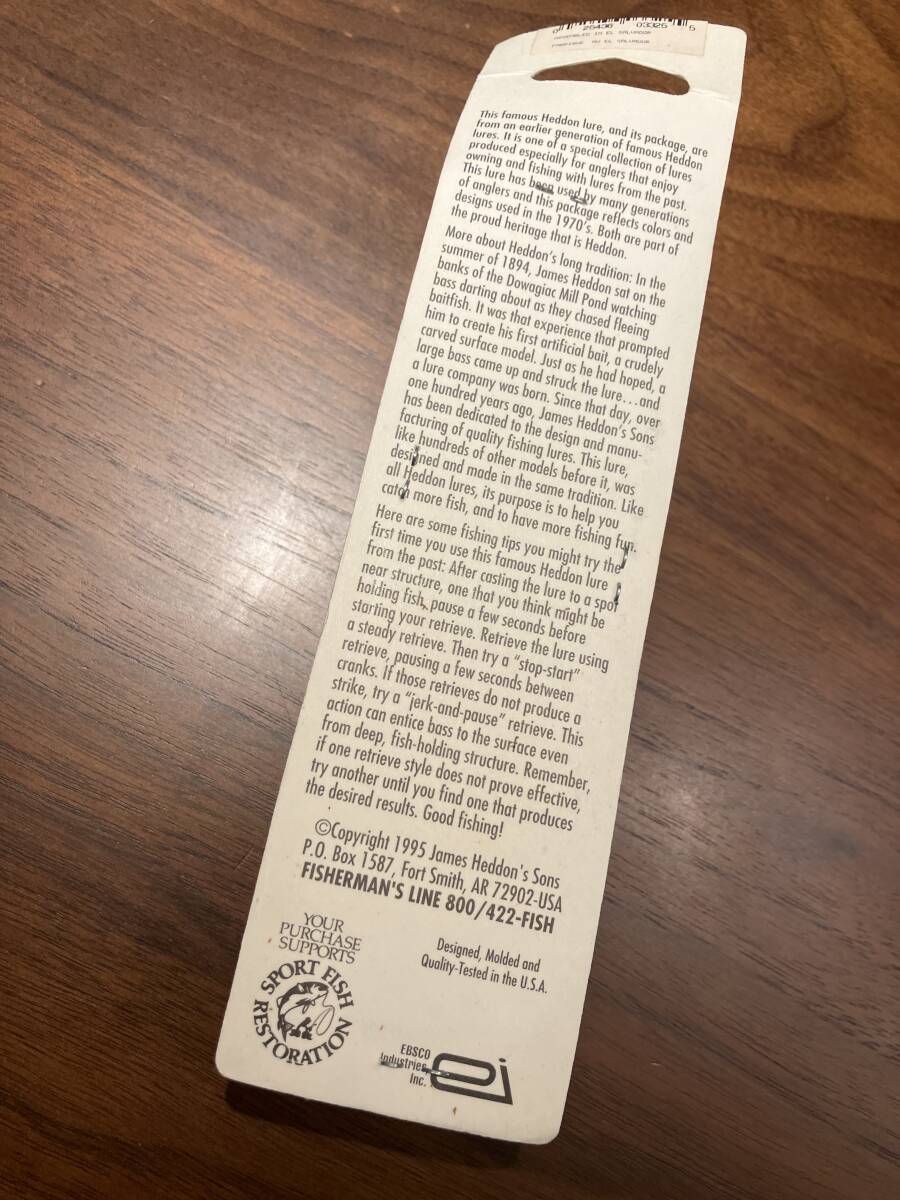 0 25436 03325 5
ASSEMBLED IN EL SALVADOR
FABRIQUE AU EL SALVADOR
This famous Heddon lure, and its package, are
from an earlier generation of famous Heddon
lures. It is one of a special collection of lures
produced especially for anglers that enjoy
owning and fishing with lures from the past.
This lure has been used by many generations
of anglers and this package reflects colors and
designs used in the 1970's. Both are part of
the proud heritage that is Heddon.
More about Heddon's long tradition: In the
summer of 1894, James Heddon sat on the
banks of the Dowagiac Mill Pond watching
bass darting about as they chased fleeing
baitfish. It was that experience that prompted
him to create his first artificial bait, a crudely
carved surface model. Just as he had hoped, a
large bass came up and struck the lure...and
a lure company was born. Since that day, over
one hundred years ago, James Heddon's Sons
has been dedicated to the design and manu-
facturing of quality fishing lures. This lure,
like hundreds of other models before it, was
designed and made in the same tradition. Like
all Heddon lures, its purpose is to help you
catch more fish, and to have more fishing fun.
Here are some fishing tips you might try the
first time you use this famous Heddon lure
from the past: After casting the lure to a spot
near structure, one that you think might be
holding fish, pause a few seconds before
starting your retrieve. Retrieve the lure using
a steady retrieve. Then try a "stop-start"
retrieve, pausing a few seconds between
cranks. If those retrieves do not produce a
strike, try a "jerk-and-pause" retrieve. This
action can entice bass to the surface even
from deep, fish-holding structure. Remember,
if one retrieve style does not prove effective,
try another until you find one that produces
the desired results. Good fishing!
©Copyright 1995 James Heddon's Sons
P.O. Box 1587, Fort Smith, AR 72902-USA
FISHERMAN'S LINE 800/422-FISH
YOUR
PURCHASE
SUPPORTS
SPORT FISH
RESTORATION
Designed, Molded and
Quality-Tested in the U.S.A.
EBSCO
Industries
Inc.
ei